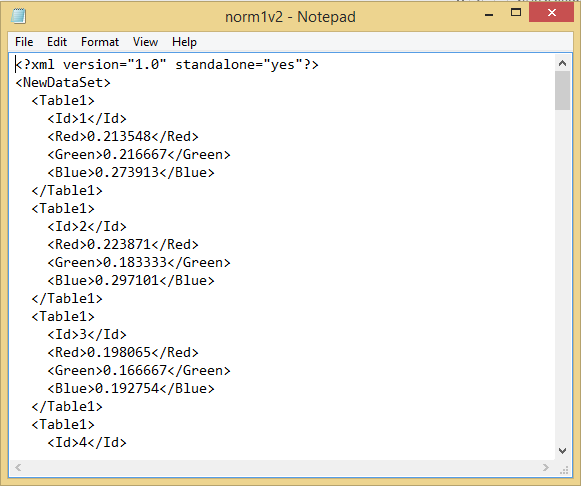 norm1v2 - Notepad
File Edit Format View Help
<?xml version="1.0" standalone="yes"?>
<NewDataSet>
  <Table1>
    <Id>1</Id>
    <Red>0.213548</Red>
    <Green>0.216667</Green>
    <Blue>0.273913</Blue>
  </Table1>
  <Table1>
    <Id>2</Id>
    <Red>0.223871</Red>
    <Green>0.183333</Green>
    <Blue>0.297101</Blue>
  </Table1>
  <Table1>
    <Id>3</Id>
    <Red>0.198065</Red>
    <Green>0.166667</Green>
    <Blue>0.192754</Blue>
  </Table1>
  <Table1>
    <Id>4</Id>